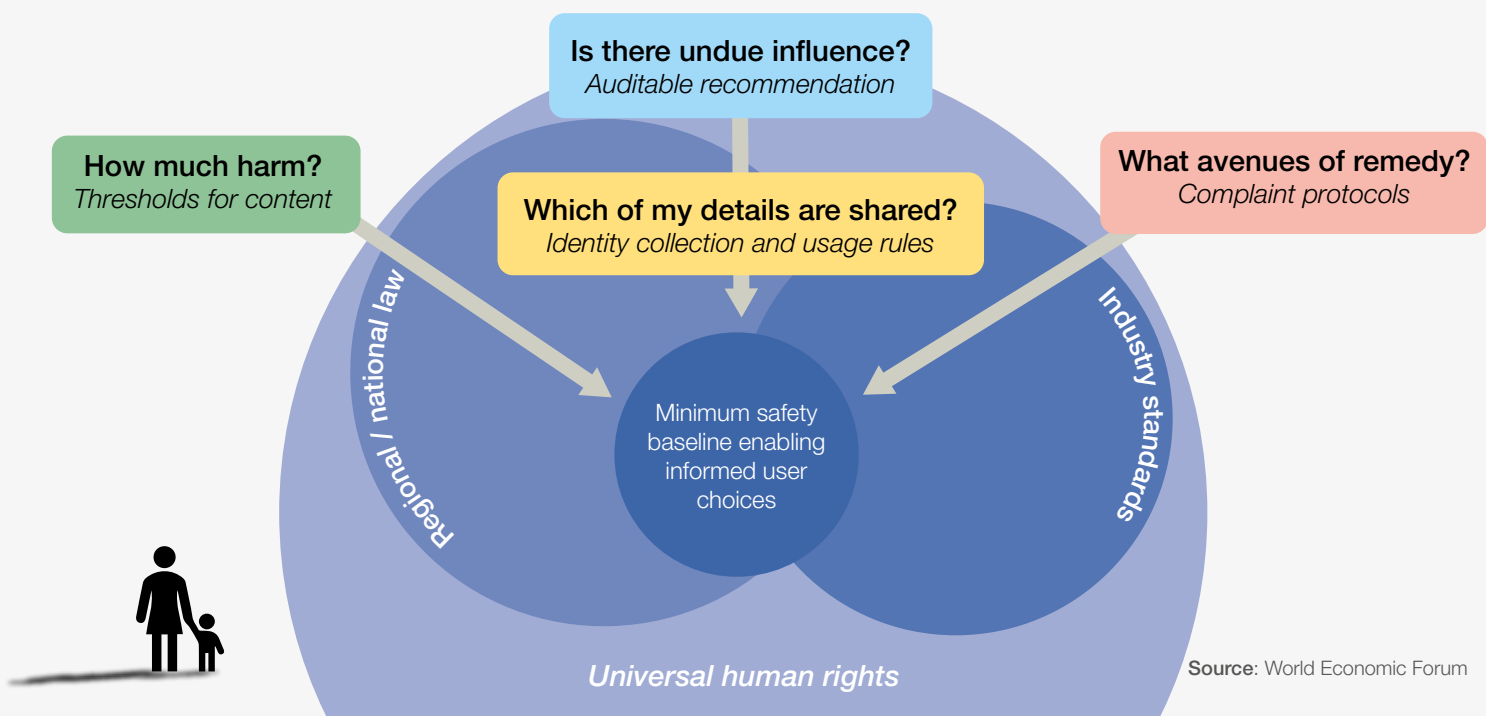 Is there undue influence?
Auditable recommendation
How much harm?
Thresholds for content
What avenues of remedy?
Complaint protocols
Which of my details are shared?
Identity collection and usage rules
Regional / national law
Industry standards
Minimum safety
baseline enabling
informed user
choices
Universal human rights
Source: World Economic Forum